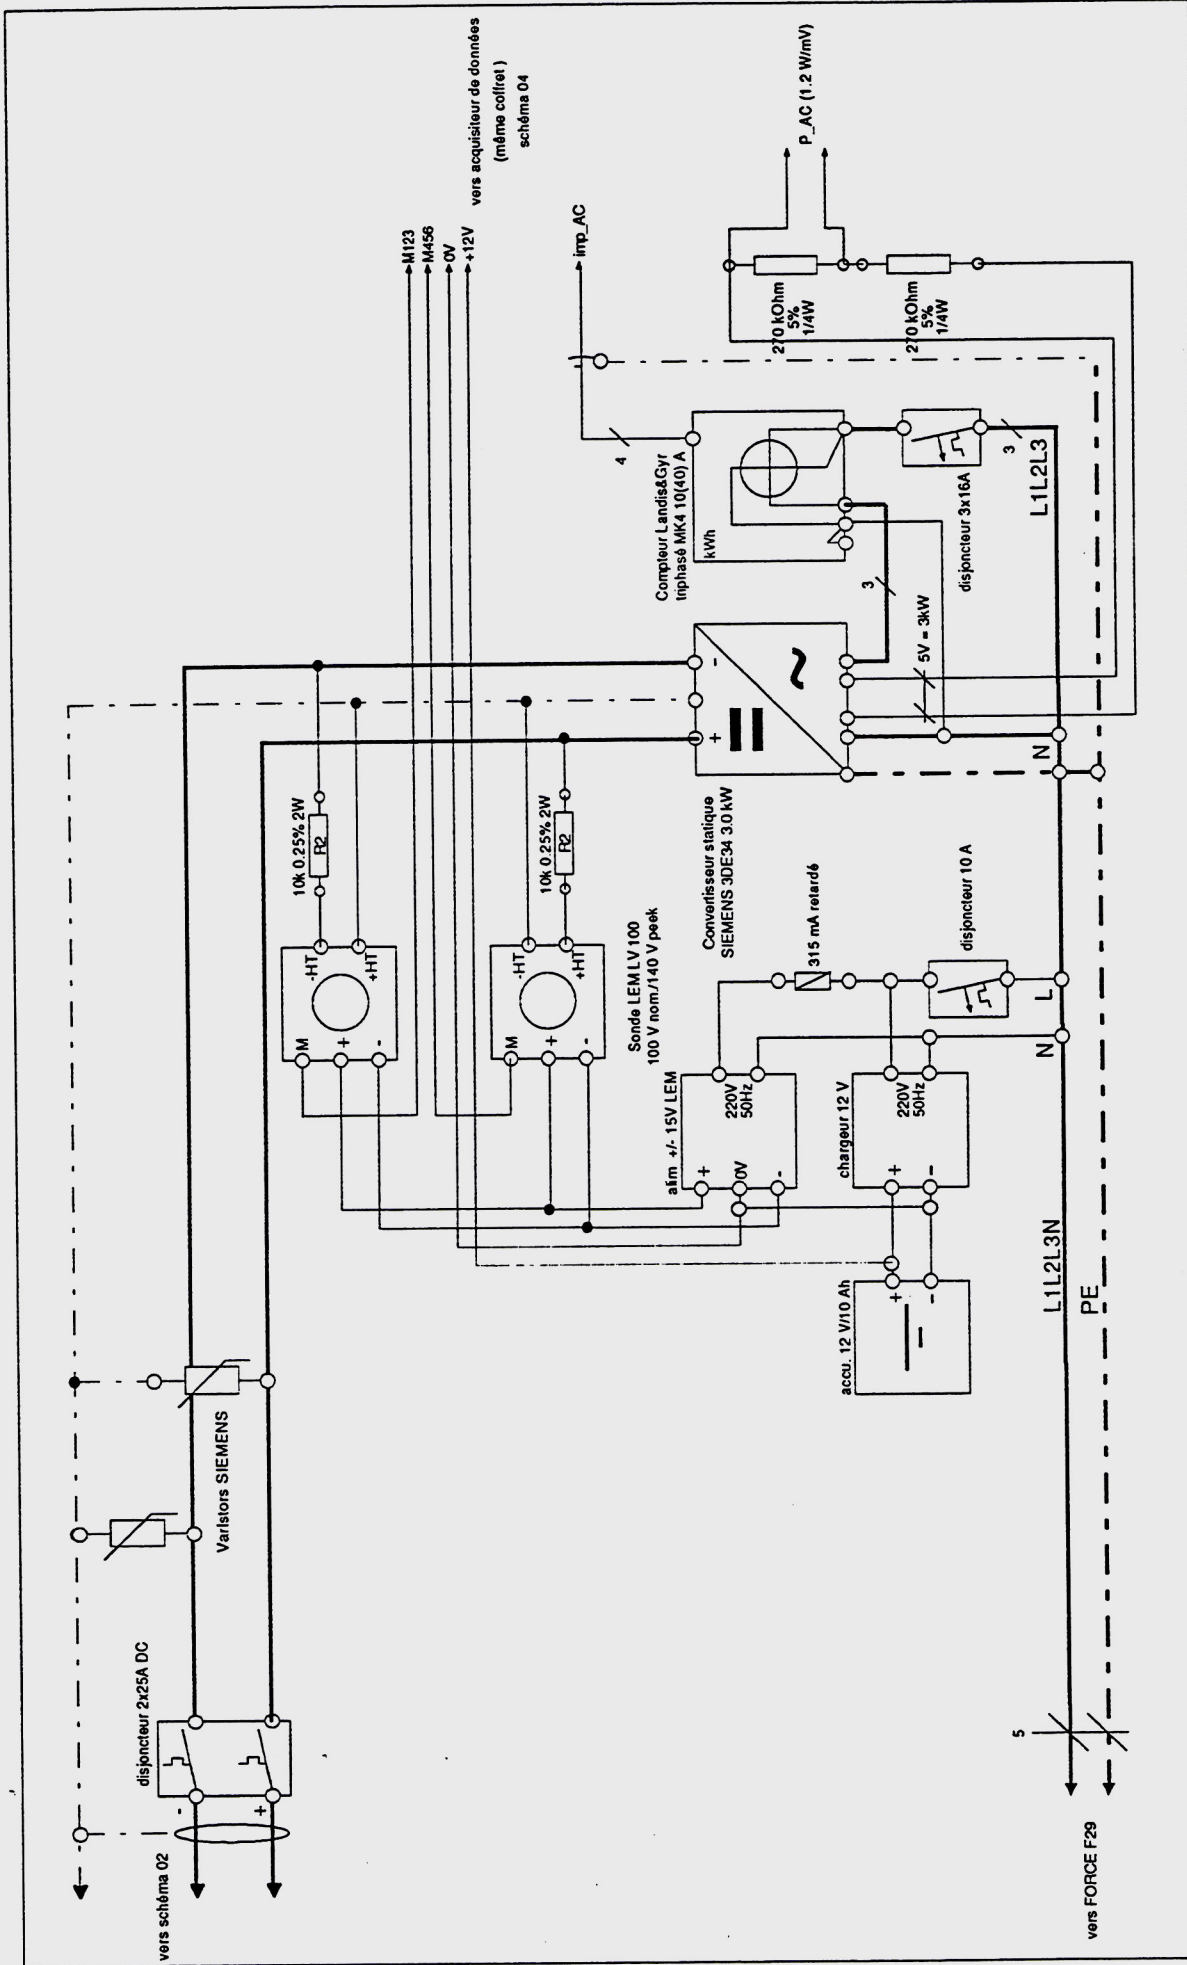 vers acquisiteur de données
(même coffret)
schéma 04
M123
M456
0V
+12V
imp_AC
P_AC (1.2 W/mV)
270 kOhm
5%
1/4W
270 kOhm
5%
1/4W
4
Compteur Landis&Gyr
triphasé MK4 10(40) A
kWh
3
L1L2L3
disjoncteur 3x16A
3
5V = 3kW
-
+
N
Convertisseur statique
SIEMENS 3DE34 3.0 kW
10k 0.25% 2W
R2
10k 0.25% 2W
R2
-HT
+HT
M
+
-
-HT
+HT
M
+
-
Sonde LEM LV 100
100 V nom./140 V peek
315 mA retardé
disjoncteur 10 A
L
N
alim +/- 15V LEM
220V
50Hz
+
0V
-
chargeur 12 V
220V
50Hz
+
-
accu. 12 V/10 Ah
+
-
L1L2L3N
PE
Varistors SIEMENS
disjoncteur 2x25A DC
-
+
vers schéma 02
5
vers FORCE F29